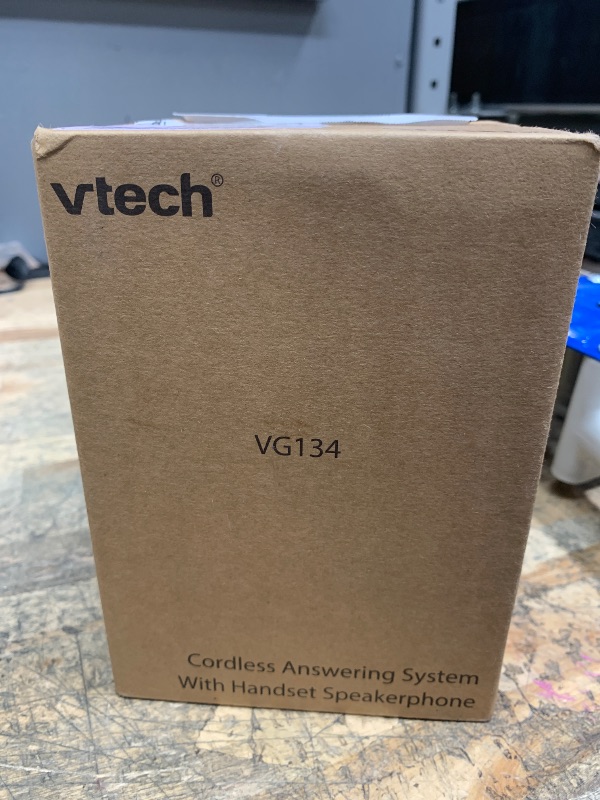 vtech®
VG134
Cordless Answering System
With Handset Speakerphone